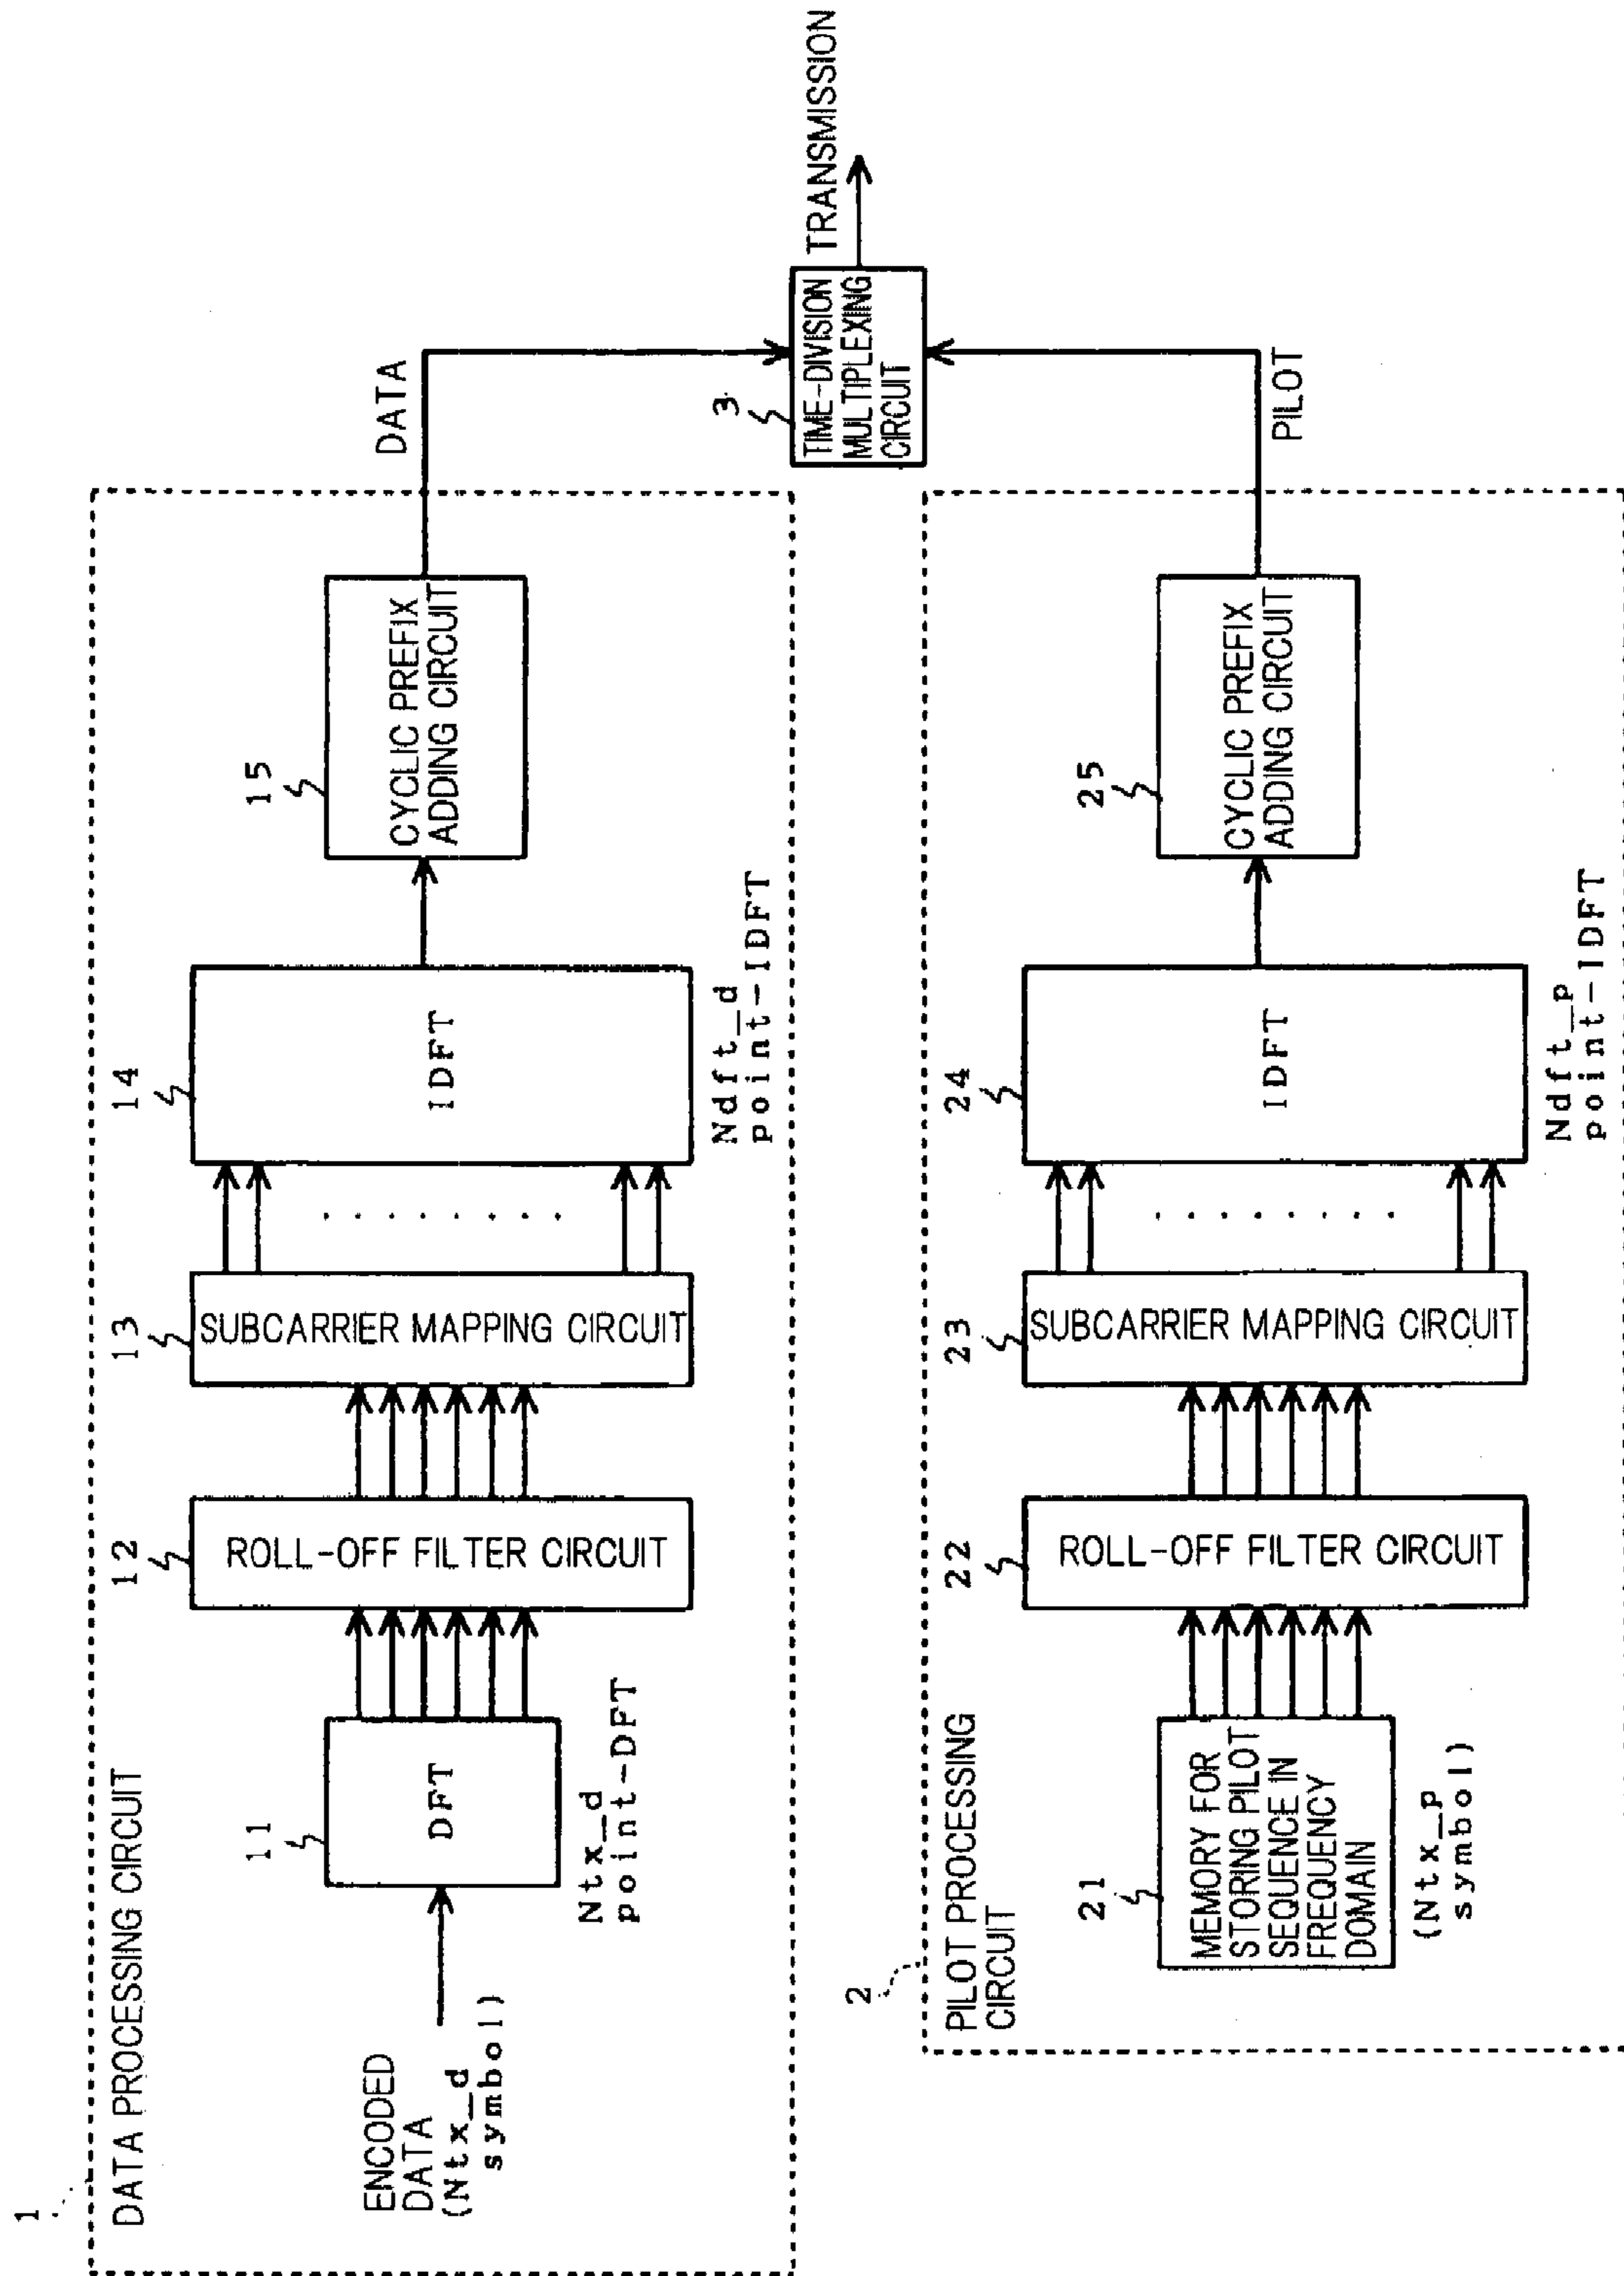 1
DATA PROCESSING CIRCUIT
ENCODED
DATA
(Ntx_d
symbol)
11
DFT
Ntx_d
point-DFT
12
ROLL-OFF FILTER CIRCUIT
13
SUBCARRIER MAPPING CIRCUIT
14
IDFT
Ndft_d
point-IDFT
15
CYCLIC PREFIX
ADDING CIRCUIT
DATA
3
TIME-DIVISION
MULTIPLEXING
CIRCUIT
TRANSMISSION
2
PILOT PROCESSING
CIRCUIT
21
MEMORY FOR
STORING PILOT
SEQUENCE IN
FREQUENCY
DOMAIN
(Ntx_p
symbol)
22
ROLL-OFF FILTER CIRCUIT
23
SUBCARRIER MAPPING CIRCUIT
24
IDFT
Ndft_p
point-IDFT
25
CYCLIC PREFIX
ADDING CIRCUIT
PILOT